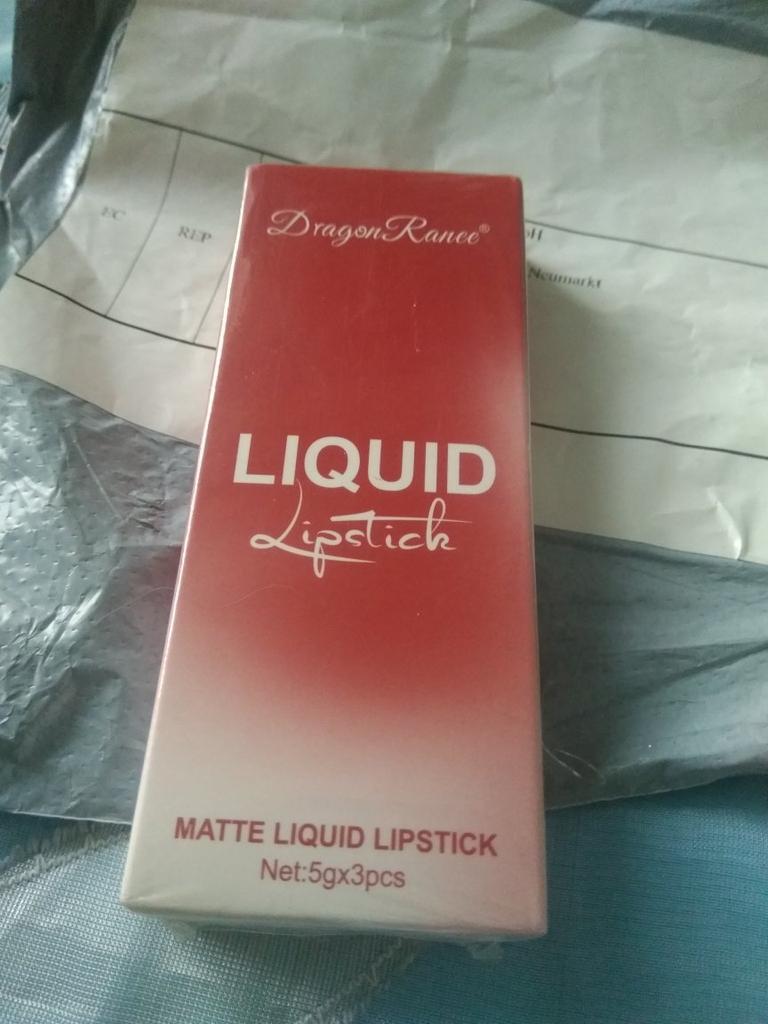 EC
REP
Neumarkt
DragonRanee®
LIQUID
Lipstick
MATTE LIQUID LIPSTICK
Net:5gx3pcs